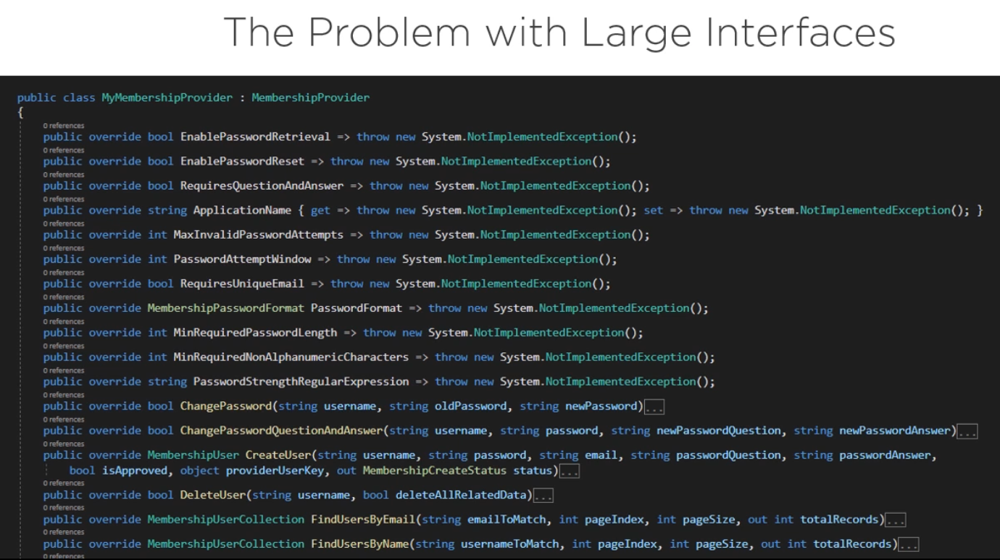 The Problem with Large Interfaces
public class MyMembershipProvider : MembershipProvider
{
0 references
public override bool EnablePasswordRetrieval => throw new System.NotImplementedException();
0 references
public override bool EnablePasswordReset => throw new System.NotImplementedException();
0 references
public override bool RequiresQuestionAndAnswer => throw new System.NotImplementedException();
0 references
public override string ApplicationName { get => throw new System.NotImplementedException(); set => throw new System.NotImplementedException(); }
0 references
public override int MaxInvalidPasswordAttempts => throw new System.NotImplementedException();
0 references
public override int PasswordAttemptWindow => throw new System.NotImplementedException();
0 references
public override bool RequiresUniqueEmail => throw new System.NotImplementedException();
0 references
public override MembershipPasswordFormat PasswordFormat => throw new System.NotImplementedException();
0 references
public override int MinRequiredPasswordLength => throw new System.NotImplementedException();
0 references
public override int MinRequiredNonAlphanumericCharacters => throw new System.NotImplementedException();
0 references
public override string PasswordStrengthRegularExpression => throw new System.NotImplementedException();
0 references
public override bool ChangePassword(string username, string oldPassword, string newPassword)...
0 references
public override bool ChangePasswordQuestionAndAnswer(string username, string password, string newPasswordQuestion, string newPasswordAnswer)...
0 references
public override MembershipUser CreateUser(string username, string password, string email, string passwordQuestion, string passwordAnswer,
bool isApproved, object providerUserKey, out MembershipCreateStatus status)...
0 references
public override bool DeleteUser(string username, bool deleteAllRelatedData)...
0 references
public override MembershipUserCollection FindUsersByEmail(string emailToMatch, int pageIndex, int pageSize, out int totalRecords)...
0 references
public override MembershipUserCollection FindUsersByName(string usernameToMatch, int pageIndex, int pageSize, out int totalRecords)...
0 references